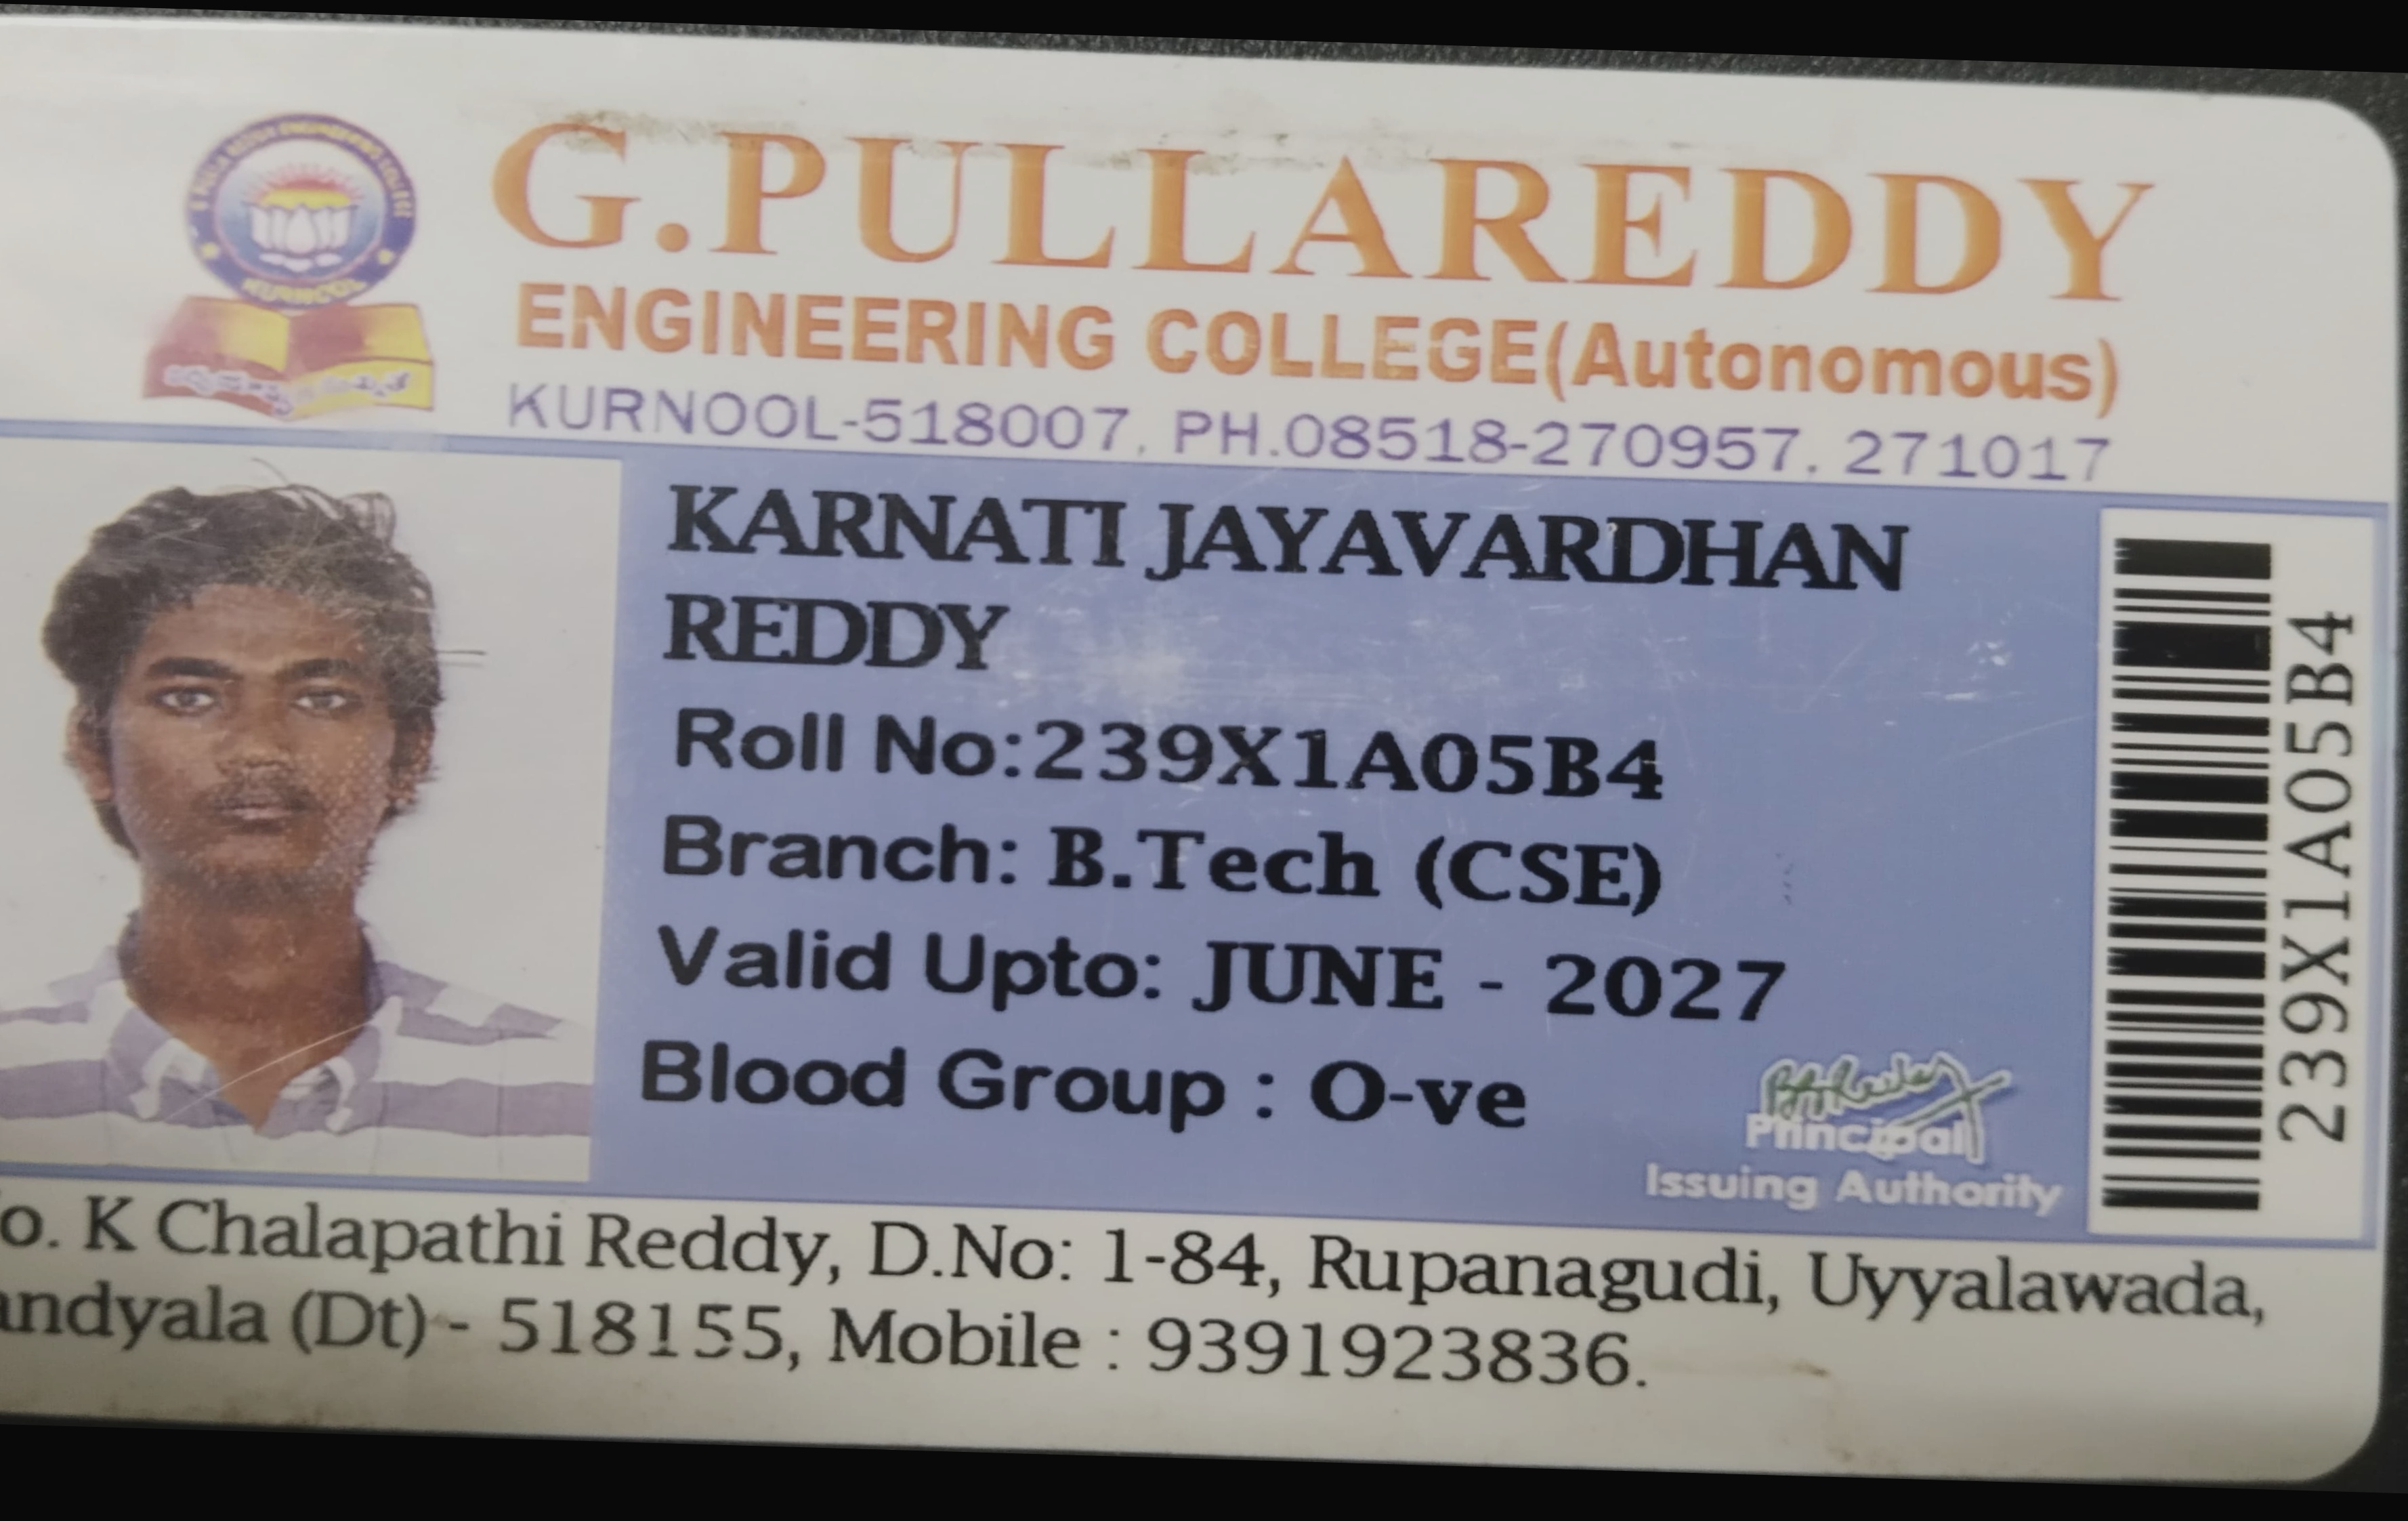 G.PULLAREDDY
ENGINEERING COLLEGE(Autonomous)
KURNOOL-518007, PH.08518-270957, 271017
KURNOOL
KARNATI JAYAVARDHAN
REDDY
Roll No:239X1A05B4
Branch: B.Tech (CSE)
Valid Upto: JUNE - 2027
Blood Group : O-ve
Principal
Issuing Authority
239X1A05B4
o. K Chalapathi Reddy, D.No: 1-84, Rupanagudi, Uyyalawada,
andyala (Dt) - 518155, Mobile : 9391923836.